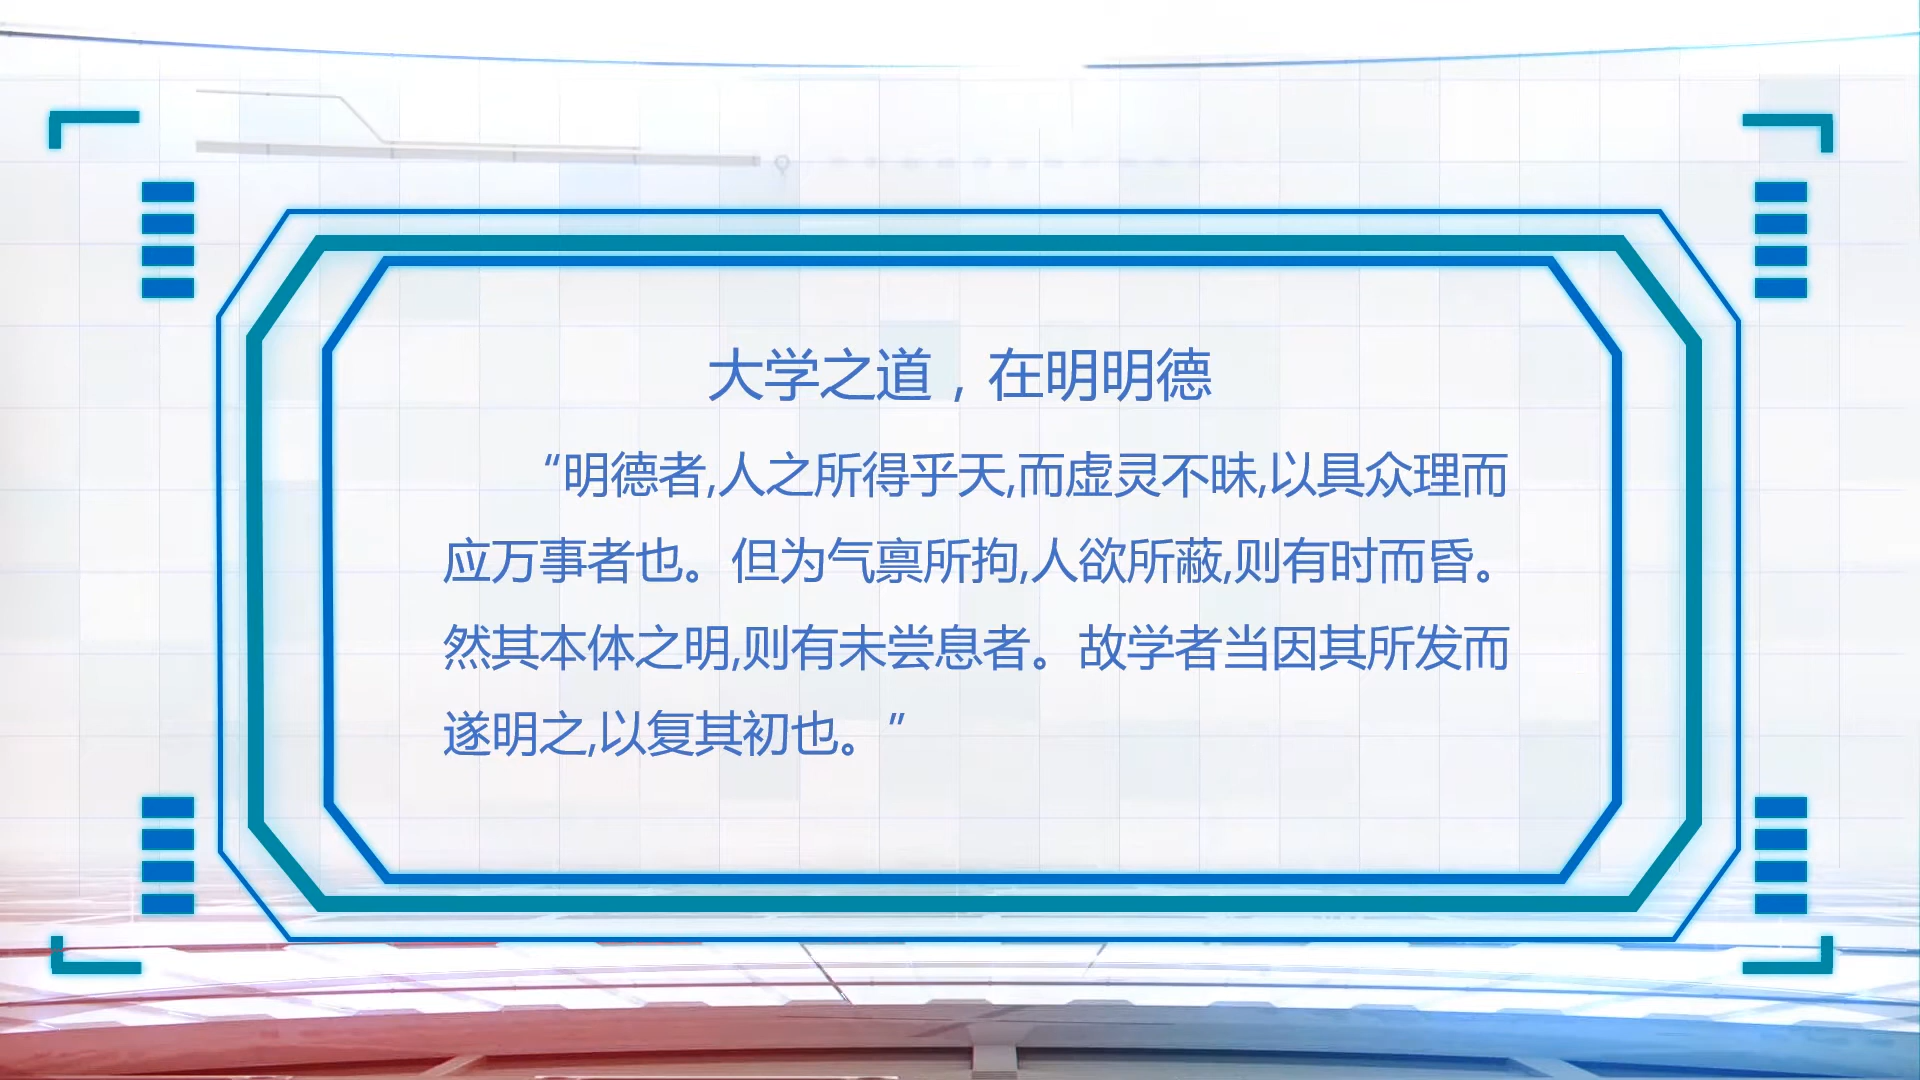 大学之道，在明明德
“明德者,人之所得乎天,而虚灵不昧,以具众理而
应万事者也。但为气禀所拘,人欲所蔽,则有时而昏。
然其本体之明,则有未尝息者。故学者当因其所发而
遂明之,以复其初也。”